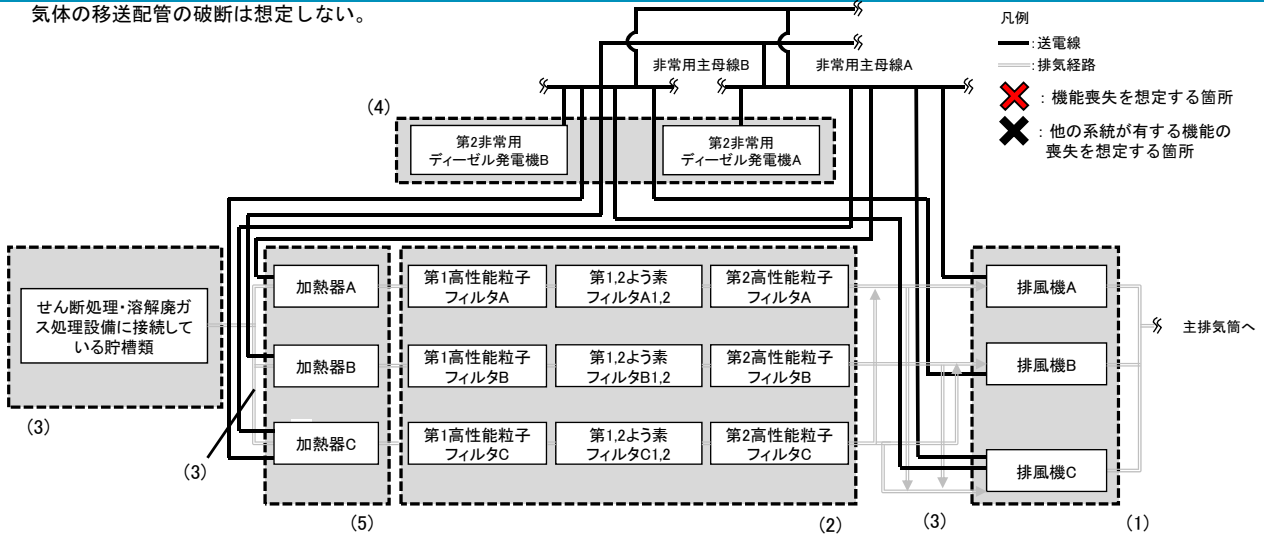 気体の移送配管の破断は想定しない。
凡例
:送電線
:排気経路
:機能喪失を想定する箇所
:他の系統が有する機能の
喪失を想定する箇所
非常用主母線B
非常用主母線A
(4)
第2非常用
ディーゼル発電機B
第2非常用
ディーゼル発電機A
せん断処理・溶解廃ガ
ス処理設備に接続して
いる貯槽類
(3)
(3)
加熱器A
加熱器B
加熱器C
(5)
第1高性能粒子
フィルタA
第1,2よう素
フィルタA1,2
第2高性能粒子
フィルタA
第1高性能粒子
フィルタB
第1,2よう素
フィルタB1,2
第2高性能粒子
フィルタB
第1高性能粒子
フィルタC
第1,2よう素
フィルタC1,2
第2高性能粒子
フィルタC
(2)
(3)
排風機A
排風機B
排風機C
(1)
主排気筒へ